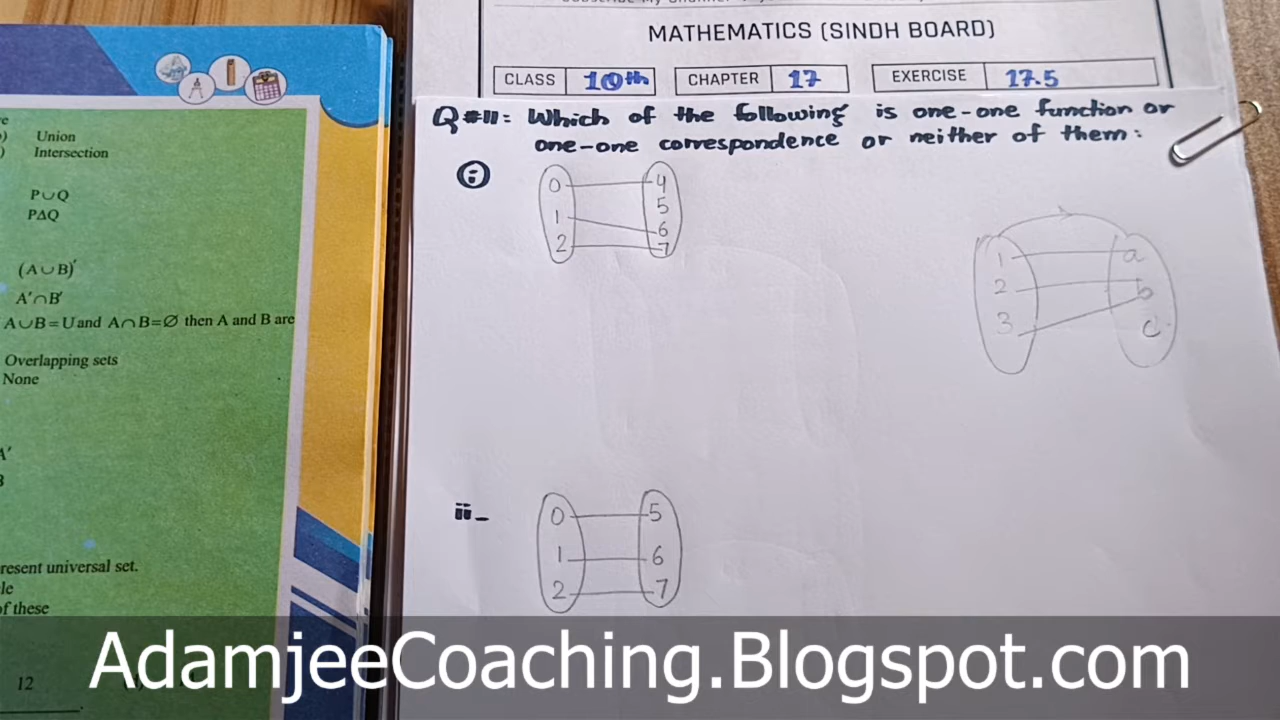 MATHEMATICS (SINDH BOARD)
CLASS 10th CHAPTER 17 EXERCISE 17.5
Q#11: Which of the following is one-one function or
one-one correspondence or neither of them:
i
0 4
5
1 6
2 7
1 a
2 b
3 c
ii-
0 5
1 6
2 7
Union
Intersection
P∪Q
P∆Q
(A∪B)′
A′∩B′
A∪B=U and A∩B=∅ then A and B are
Overlapping sets
None
A′
resent universal set.
of these
12
AdamjeeCoaching.Blogspot.com